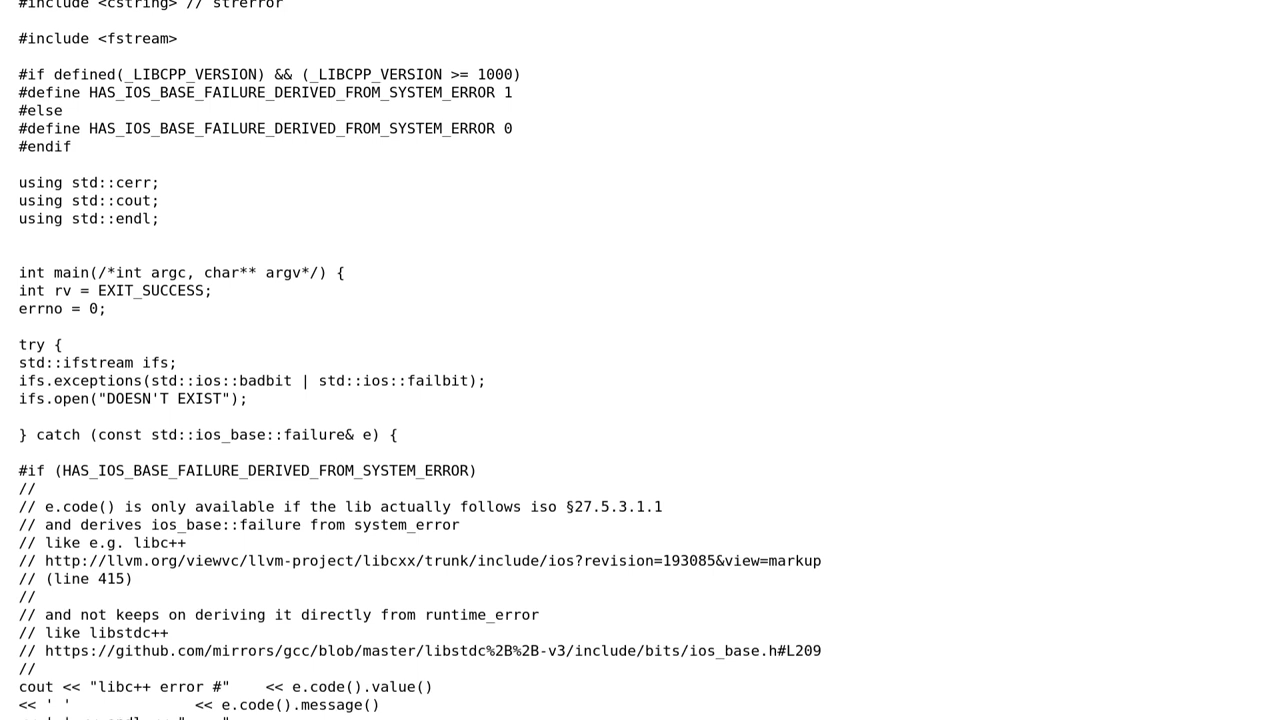 #include <cstring> // strerror
#include <fstream>
#if defined(_LIBCPP_VERSION) && (_LIBCPP_VERSION >= 1000)
#define HAS_IOS_BASE_FAILURE_DERIVED_FROM_SYSTEM_ERROR 1
#else
#define HAS_IOS_BASE_FAILURE_DERIVED_FROM_SYSTEM_ERROR 0
#endif
using std::cerr;
using std::cout;
using std::endl;
int main(/*int argc, char** argv*/) {
int rv = EXIT_SUCCESS;
errno = 0;
try {
std::ifstream ifs;
ifs.exceptions(std::ios::badbit | std::ios::failbit);
ifs.open("DOESN'T EXIST");
} catch (const std::ios_base::failure& e) {
#if (HAS_IOS_BASE_FAILURE_DERIVED_FROM_SYSTEM_ERROR)
//
// e.code() is only available if the lib actually follows iso §27.5.3.1.1
// and derives ios_base::failure from system_error
// like e.g. libc++
// http://llvm.org/viewvc/llvm-project/libcxx/trunk/include/ios?revision=193085&view=markup
// (line 415)
//
// and not keeps on deriving it directly from runtime_error
// like libstdc++
// https://github.com/mirrors/gcc/blob/master/libstdc%2B%2B-v3/include/bits/ios_base.h#L209
//
cout << "libc++ error #"    << e.code().value()
<< ' '              << e.code().message()